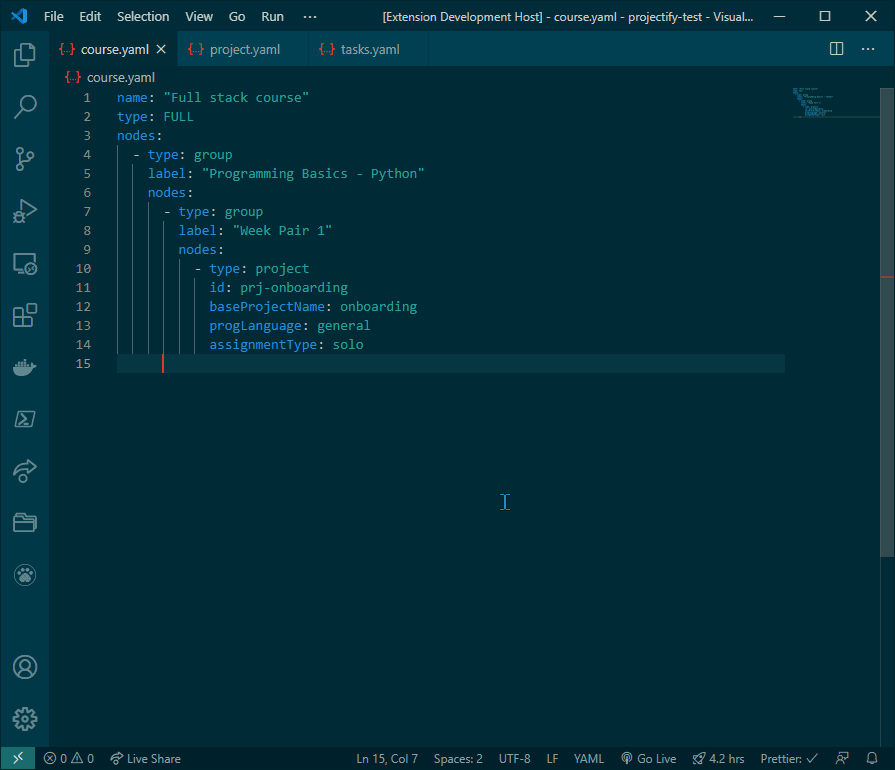 File Edit Selection View Go Run ··· [Extension Development Host] - course.yaml - projectify-test - Visual...
{..} course.yaml {..} project.yaml {..} tasks.yaml
{..} course.yaml
1 name: "Full stack course"
2 type: FULL
3 nodes:
4 - type: group
5 label: "Programming Basics - Python"
6 nodes:
7 - type: group
8 label: "Week Pair 1"
9 nodes:
10 - type: project
11 id: prj-onboarding
12 baseProjectName: onboarding
13 progLanguage: general
14 assignmentType: solo
15
0 0 Live Share Ln 15, Col 7 Spaces: 2 UTF-8 LF YAML Go Live 4.2 hrs Prettier: ✓